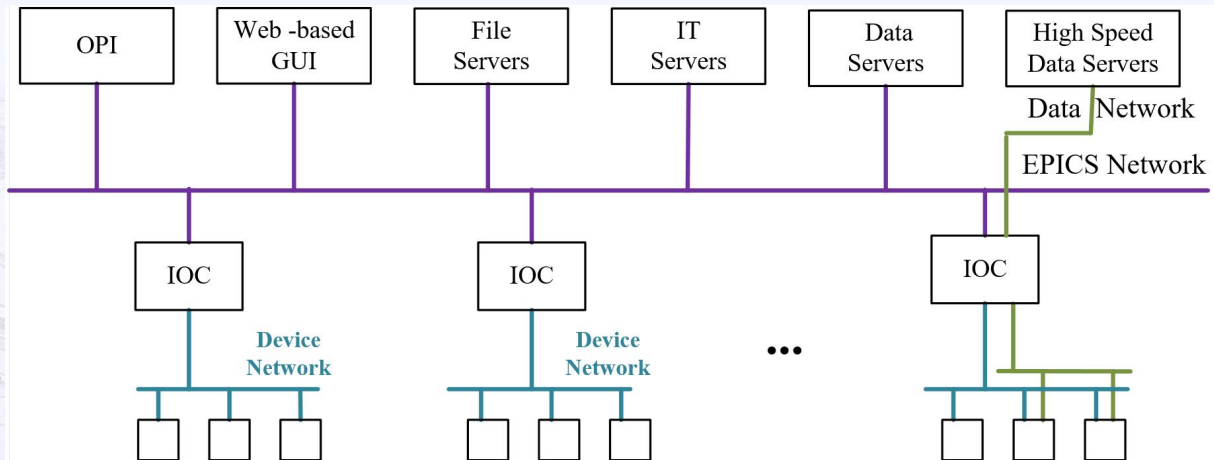 OPI
Web -based
GUI
File
Servers
IT
Servers
Data
Servers
High Speed
Data Servers
Data Network
EPICS Network
IOC
IOC
IOC
Device
Network
Device
Network
...